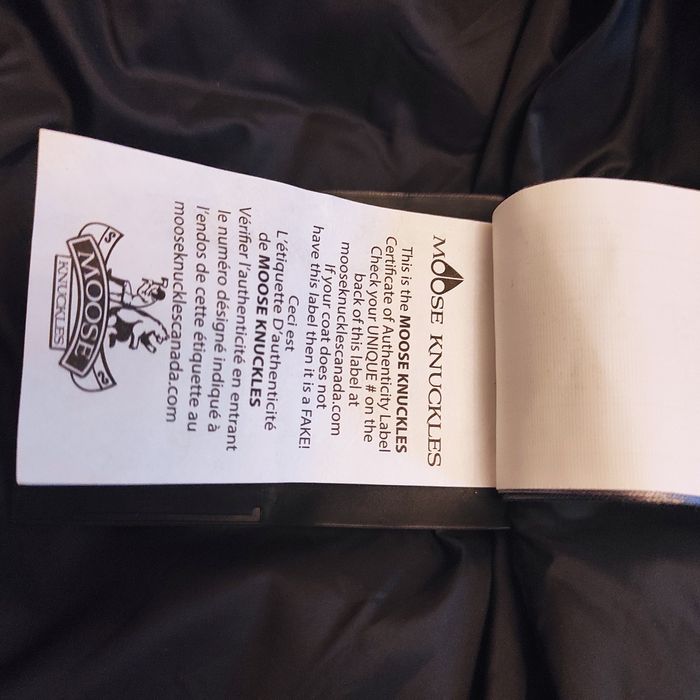 MOOSE KNUCKLES
This is the MOOSE KNUCKLES
Certificate of Authenticity Label
Check your UNIQUE # on the
back of this label at
mooseknucklescanada.com
If your coat does not
have this label then it is a FAKE!
Ceci est
L'étiquette D'authenticité
de MOOSE KNUCKLES
Vérifier l'authenticité en entrant
le numéro désigné indiqué à
l'endos de cette étiquette au
mooseknucklescanada.com
MOOSE
KNUCKLES